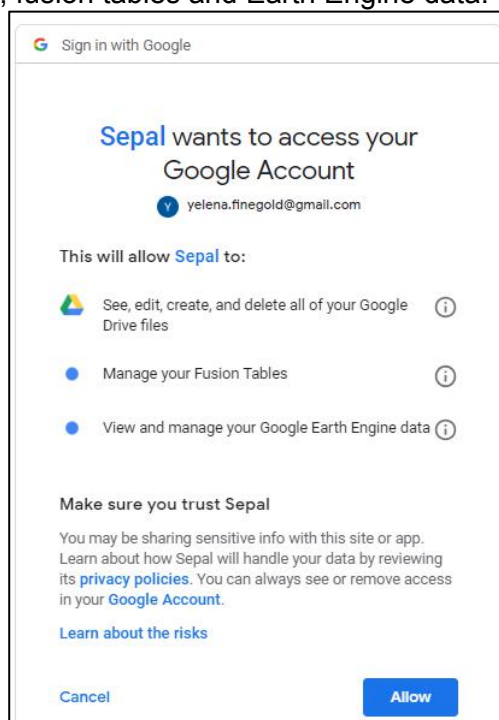 , fusion tables and Earth Engine data.
Sign in with Google
Sepal wants to access your
Google Account
Y yelena.finegold@gmail.com
This will allow Sepal to:
See, edit, create, and delete all of your Google
Drive files
Manage your Fusion Tables
View and manage your Google Earth Engine data
Make sure you trust Sepal
You may be sharing sensitive info with this site or app.
Learn about how Sepal will handle your data by reviewing
its privacy policies. You can always see or remove access
in your Google Account.
Learn about the risks
Cancel
Allow